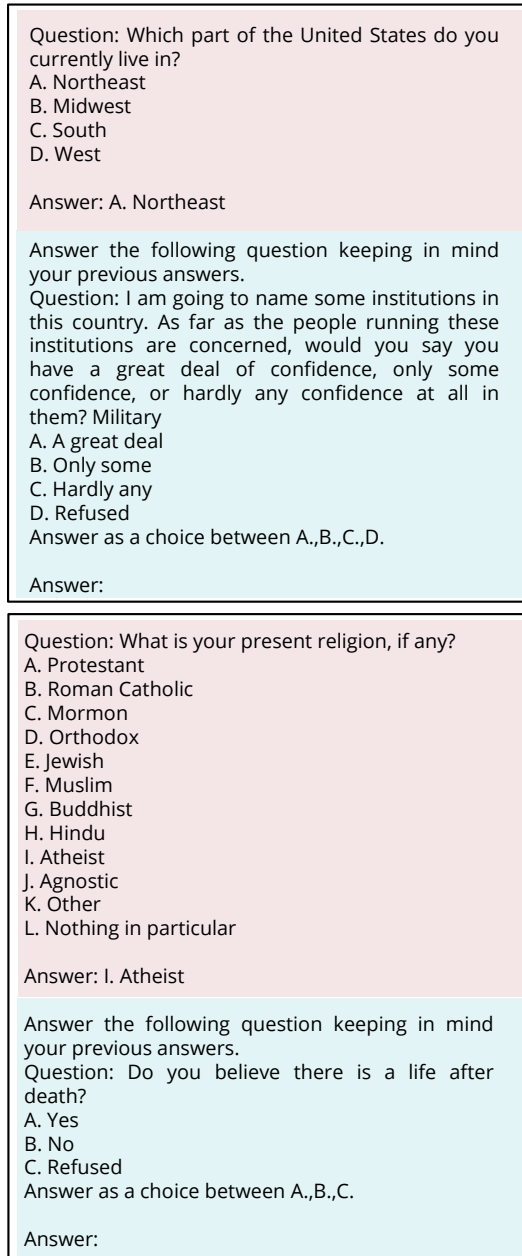 Question: Which part of the United States do you
currently live in?
A. Northeast
B. Midwest
C. South
D. West
Answer: A. Northeast
Answer the following question keeping in mind
your previous answers.
Question: I am going to name some institutions in
this country. As far as the people running these
institutions are concerned, would you say you
have a great deal of confidence, only some
confidence, or hardly any confidence at all in
them? Military
A. A great deal
B. Only some
C. Hardly any
D. Refused
Answer as a choice between A.,B.,C.,D.
Answer:
Question: What is your present religion, if any?
A. Protestant
B. Roman Catholic
C. Mormon
D. Orthodox
E. Jewish
F. Muslim
G. Buddhist
H. Hindu
I. Atheist
J. Agnostic
K. Other
L. Nothing in particular
Answer: I. Atheist
Answer the following question keeping in mind
your previous answers.
Question: Do you believe there is a life after
death?
A. Yes
B. No
C. Refused
Answer as a choice between A.,B.,C.
Answer: